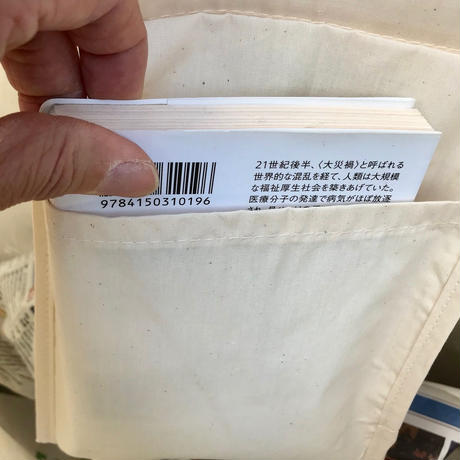 9784150310196
21世紀後半、〈大災禍〉と呼ばれる
世界的な混乱を経て、人類は大規模
な福祉厚生社会を築きあげていた。
医療分子の発達で病気がほぼ放逐